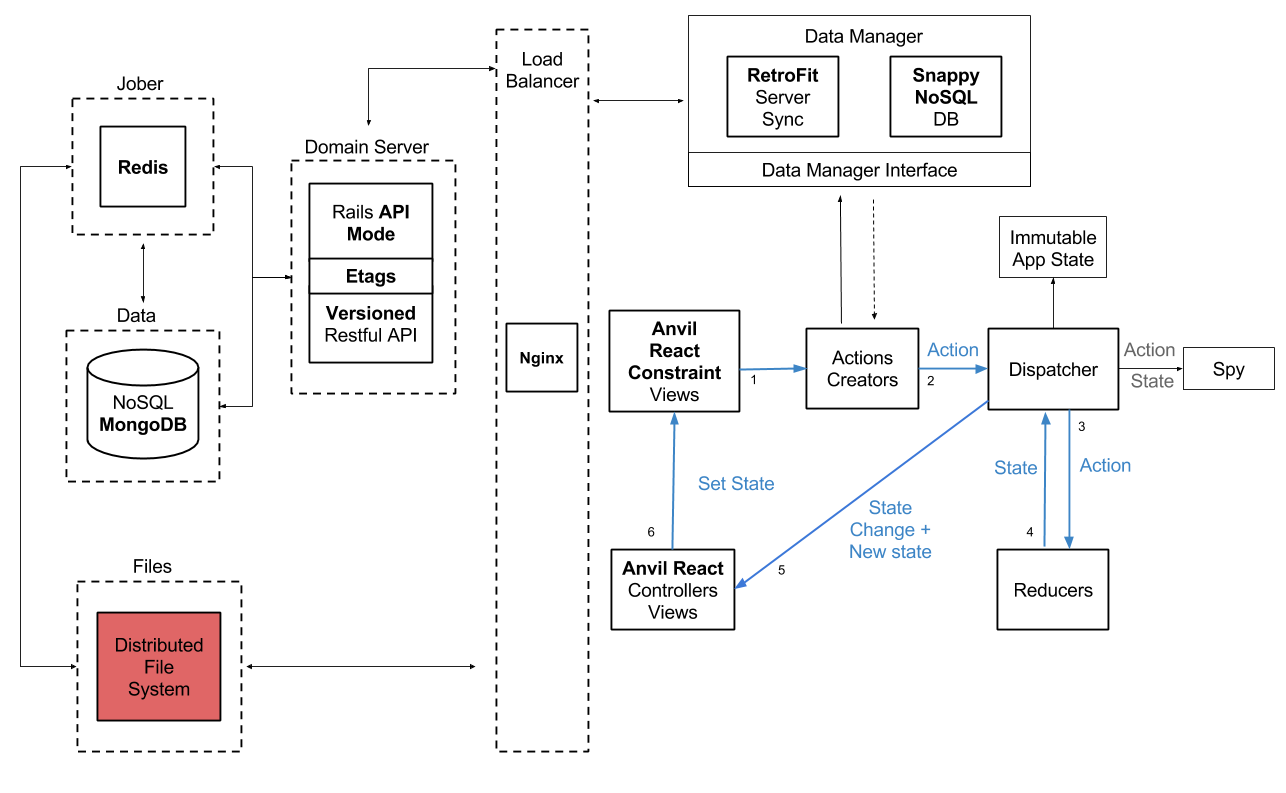 Data Manager
RetroFit
Server
Sync
Snappy
NoSQL
DB
Data Manager Interface
Load
Balancer
Nginx
Jober
Redis
Domain Server
Rails API
Mode
Etags
Versioned
Restful API
Data
NoSQL
MongoDB
Files
Distributed
File
System
Immutable
App State
Anvil
React
Constraint
Views
1
Actions
Creators
Action
2
Dispatcher
Action
State
Spy
3
State
Action
4
Reducers
State
Change +
New state
5
Set State
6
Anvil React
Controllers
Views